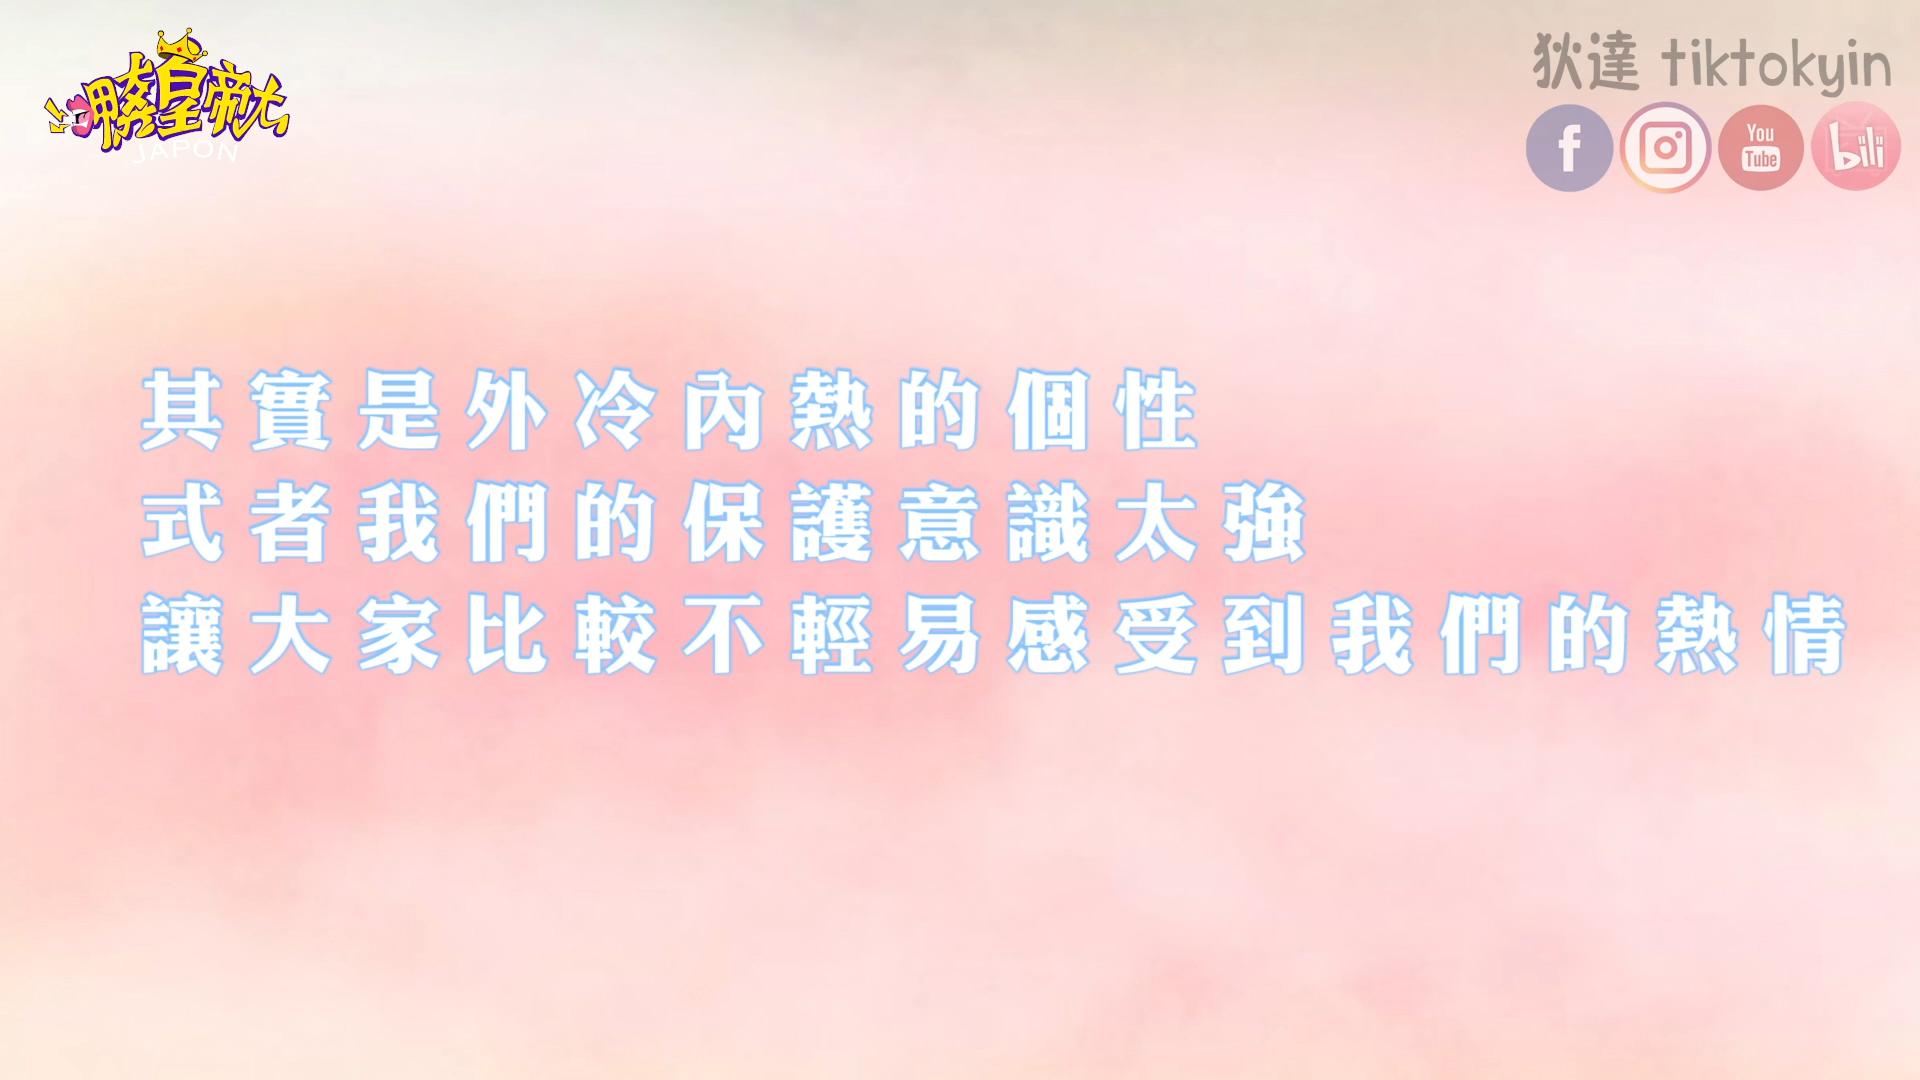 狄達 tiktokyin
JAPON
You
Tube
bili
其實是外冷內熱的個性
式者我們的保護意識太強
讓大家比較不輕易感受到我們的熱情